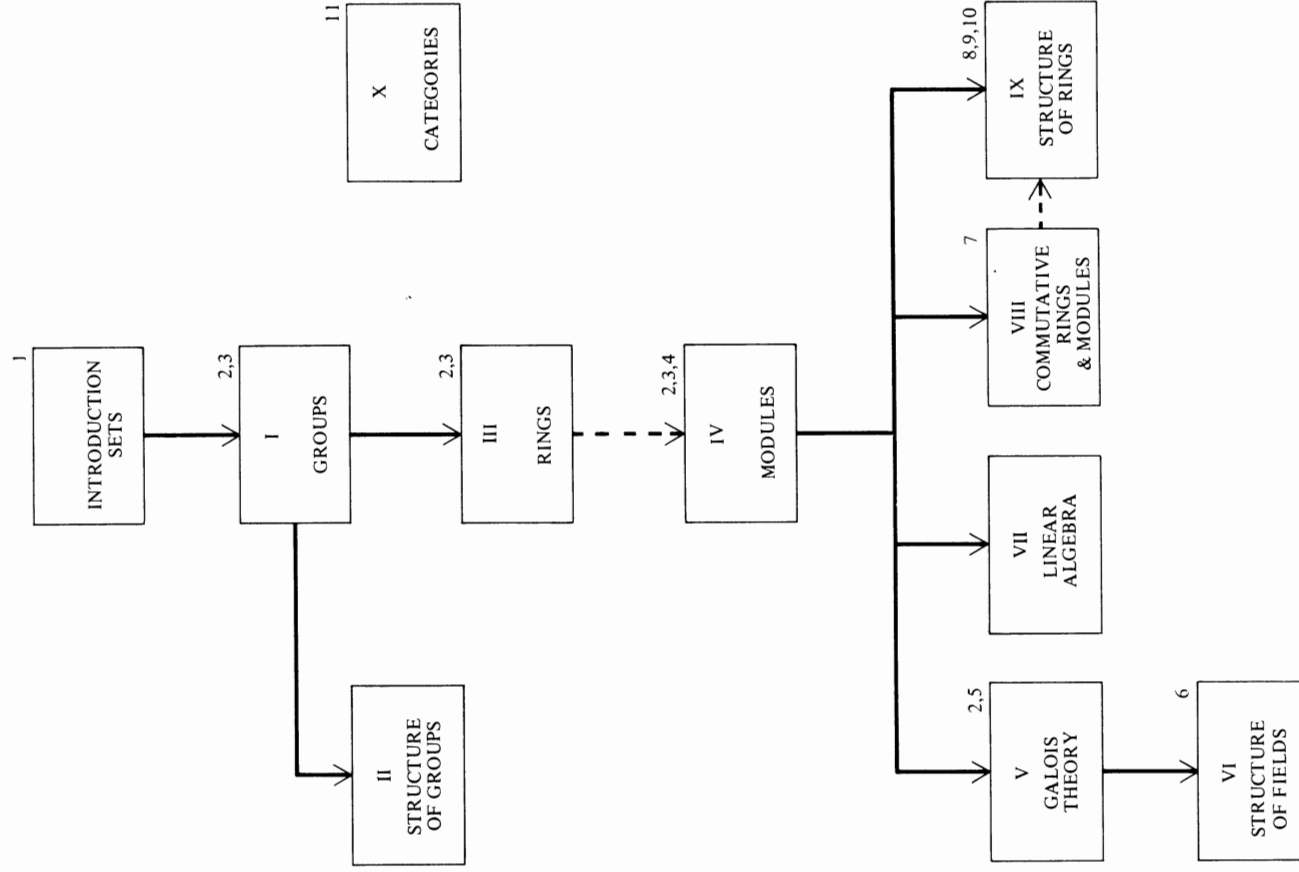 1
INTRODUCTION
SETS
11
X
CATEGORIES
2,3
I
GROUPS
2,3
III
RINGS
II
STRUCTURE
OF GROUPS
2,3,4
IV
MODULES
2,5
V
GALOIS
THEORY
VII
LINEAR
ALGEBRA
7
VIII
COMMUTATIVE
RINGS
& MODULES
8,9,10
IX
STRUCTURE
OF RINGS
6
VI
STRUCTURE
OF FIELDS